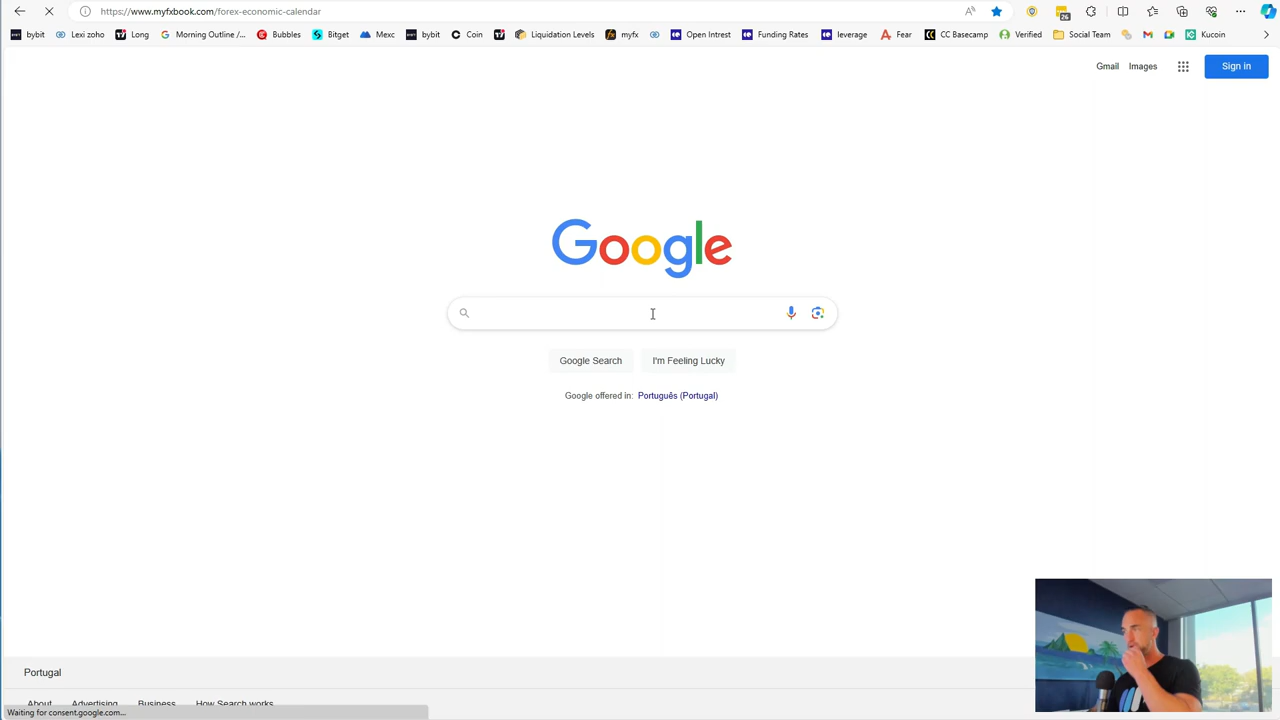 https://www.myfxbook.com/forex-economic-calendar
26
bybit Lexi zoho Long Morning Outline /... Bubbles Bitget Mexc bybit Coin Liquidation Levels myfx Open Intrest Funding Rates leverage Fear CC Basecamp Verified Social Team Kucoin
Gmail Images Sign in
Google
Google Search I'm Feeling Lucky
Google offered in: Português (Portugal)
Portugal
About Advertising Business How Search works
Waiting for consent.google.com...